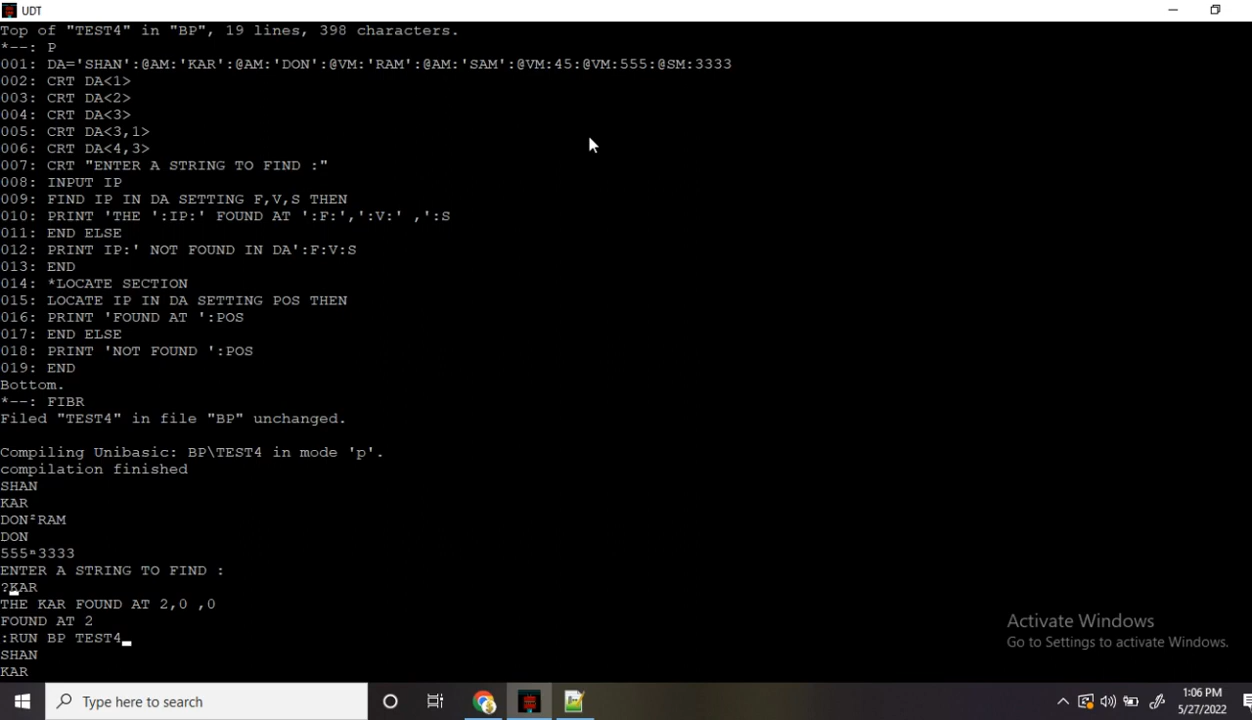 UDT
Top of "TEST4" in "BP", 19 lines, 398 characters.
*--: P
001: DA='SHAN':@AM:'KAR':@AM:'DON':@VM:'RAM':@AM:'SAM':@VM:45:@VM:555:@SM:3333
002: CRT DA<1>
003: CRT DA<2>
004: CRT DA<3>
005: CRT DA<3,1>
006: CRT DA<4,3>
007: CRT "ENTER A STRING TO FIND :"
008: INPUT IP
009: FIND IP IN DA SETTING F,V,S THEN
010: PRINT 'THE ':IP:' FOUND AT ':F:',':V:' ,':S
011: END ELSE
012: PRINT IP:' NOT FOUND IN DA':F:V:S
013: END
014: *LOCATE SECTION
015: LOCATE IP IN DA SETTING POS THEN
016: PRINT 'FOUND AT ':POS
017: END ELSE
018: PRINT 'NOT FOUND ':POS
019: END
Bottom.
*--: FIBR
Filed "TEST4" in file "BP" unchanged.
Compiling Unibasic: BP\TEST4 in mode 'p'.
compilation finished
SHAN
KAR
DON²RAM
DON
555ⁿ3333
ENTER A STRING TO FIND :
?KAR
THE KAR FOUND AT 2,0 ,0
FOUND AT 2
:RUN BP TEST4
SHAN
KAR
Activate Windows
Go to Settings to activate Windows.
Type here to search
1:06 PM
5/27/2022